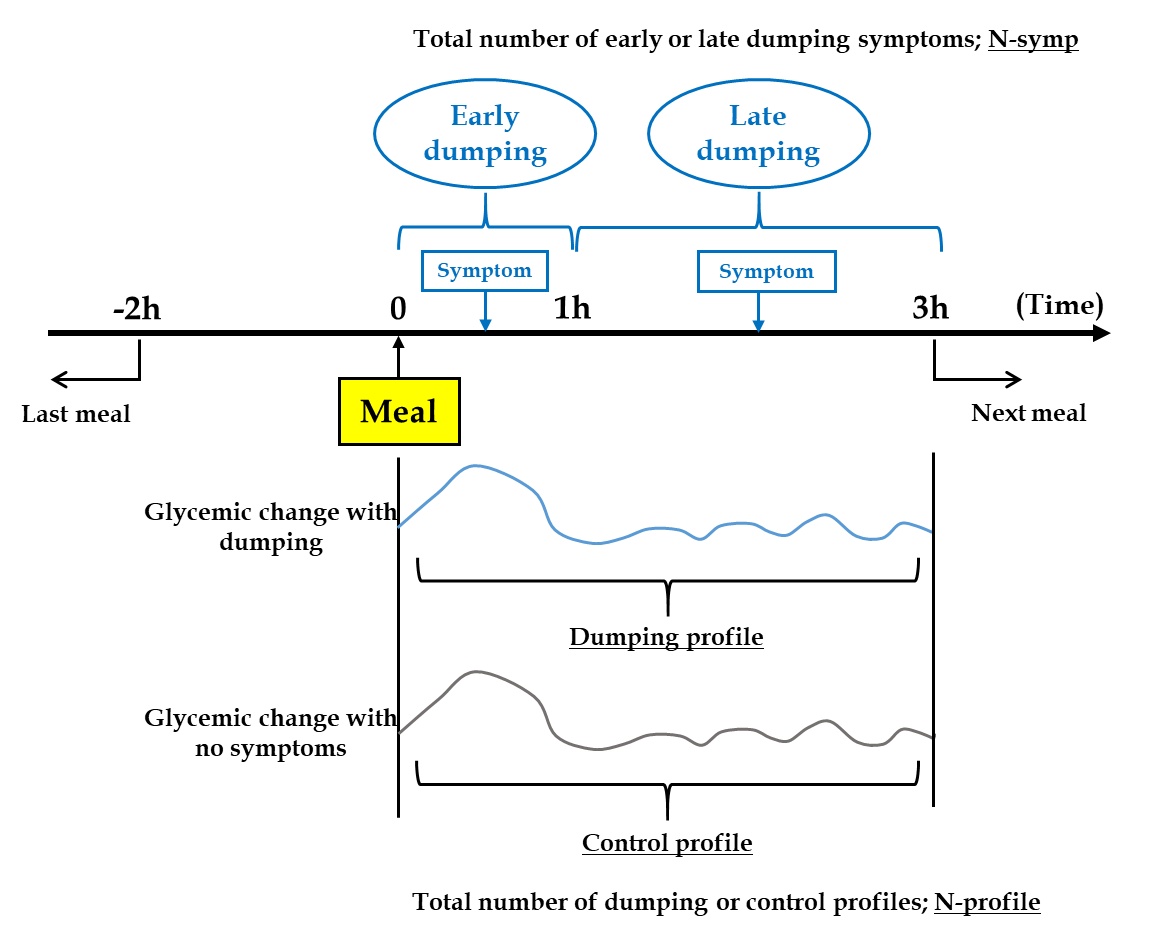 Total number of early or late dumping symptoms; N-symp
Early
dumping
Late
dumping
Symptom
Symptom
-2h
0
1h
3h
(Time)
Last meal
Meal
Next meal
Glycemic change with
dumping
Dumping profile
Glycemic change with
no symptoms
Control profile
Total number of dumping or control profiles; N-profile